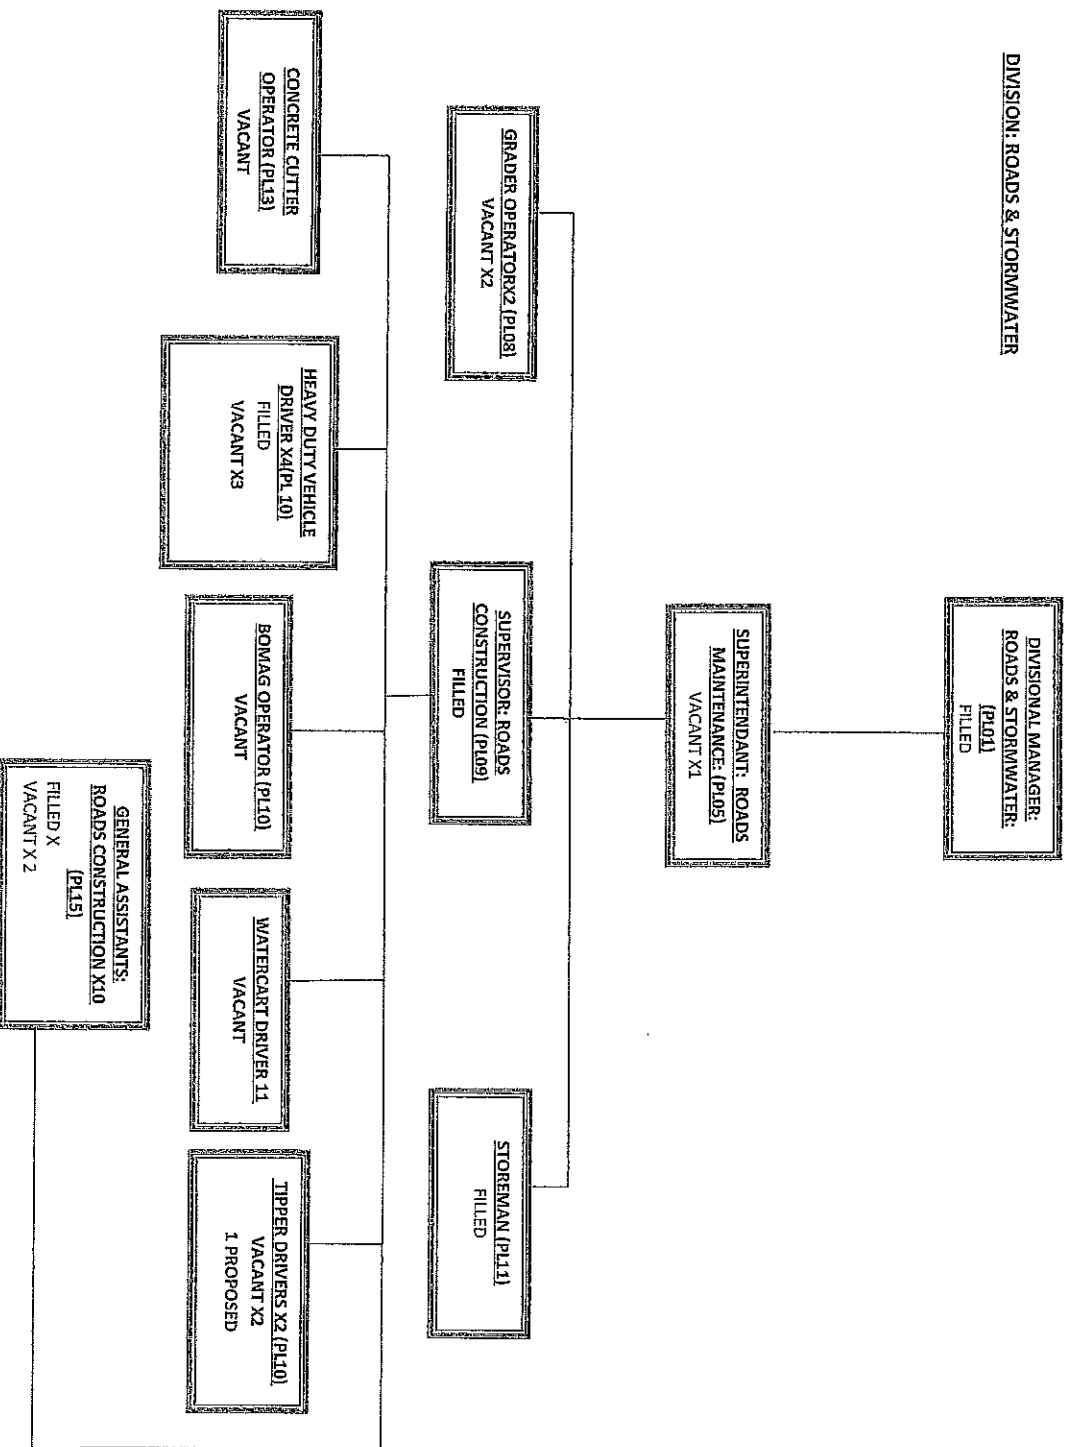 DIVISION: ROADS & STORMWATER
DIVISIONAL MANAGER:
ROADS & STORMWATER:
(PL01)
FILLED
SUPERINTENDANT: ROADS
MAINTENANCE: (PL05)
VACANT X1
GRADER OPERATORX2 (PL08)
VACANT X2
SUPERVISOR: ROADS
CONSTRUCTION (PL09)
FILLED
STOREMAN (PL11)
FILLED
CONCRETE CUTTER
OPERATOR (PL13)
VACANT
HEAVY DUTY VEHICLE
DRIVER X4(PL 10)
FILLED
VACANT X3
BOMAG OPERATOR (PL10)
VACANT
WATERCART DRIVER 11
VACANT
TIPPER DRIVERS X2 (PL10)
VACANT X2
1 PROPOSED
GENERAL ASSISTANTS:
ROADS CONSTRUCTION X10
(PL15)
FILLED X
VACANT X 2